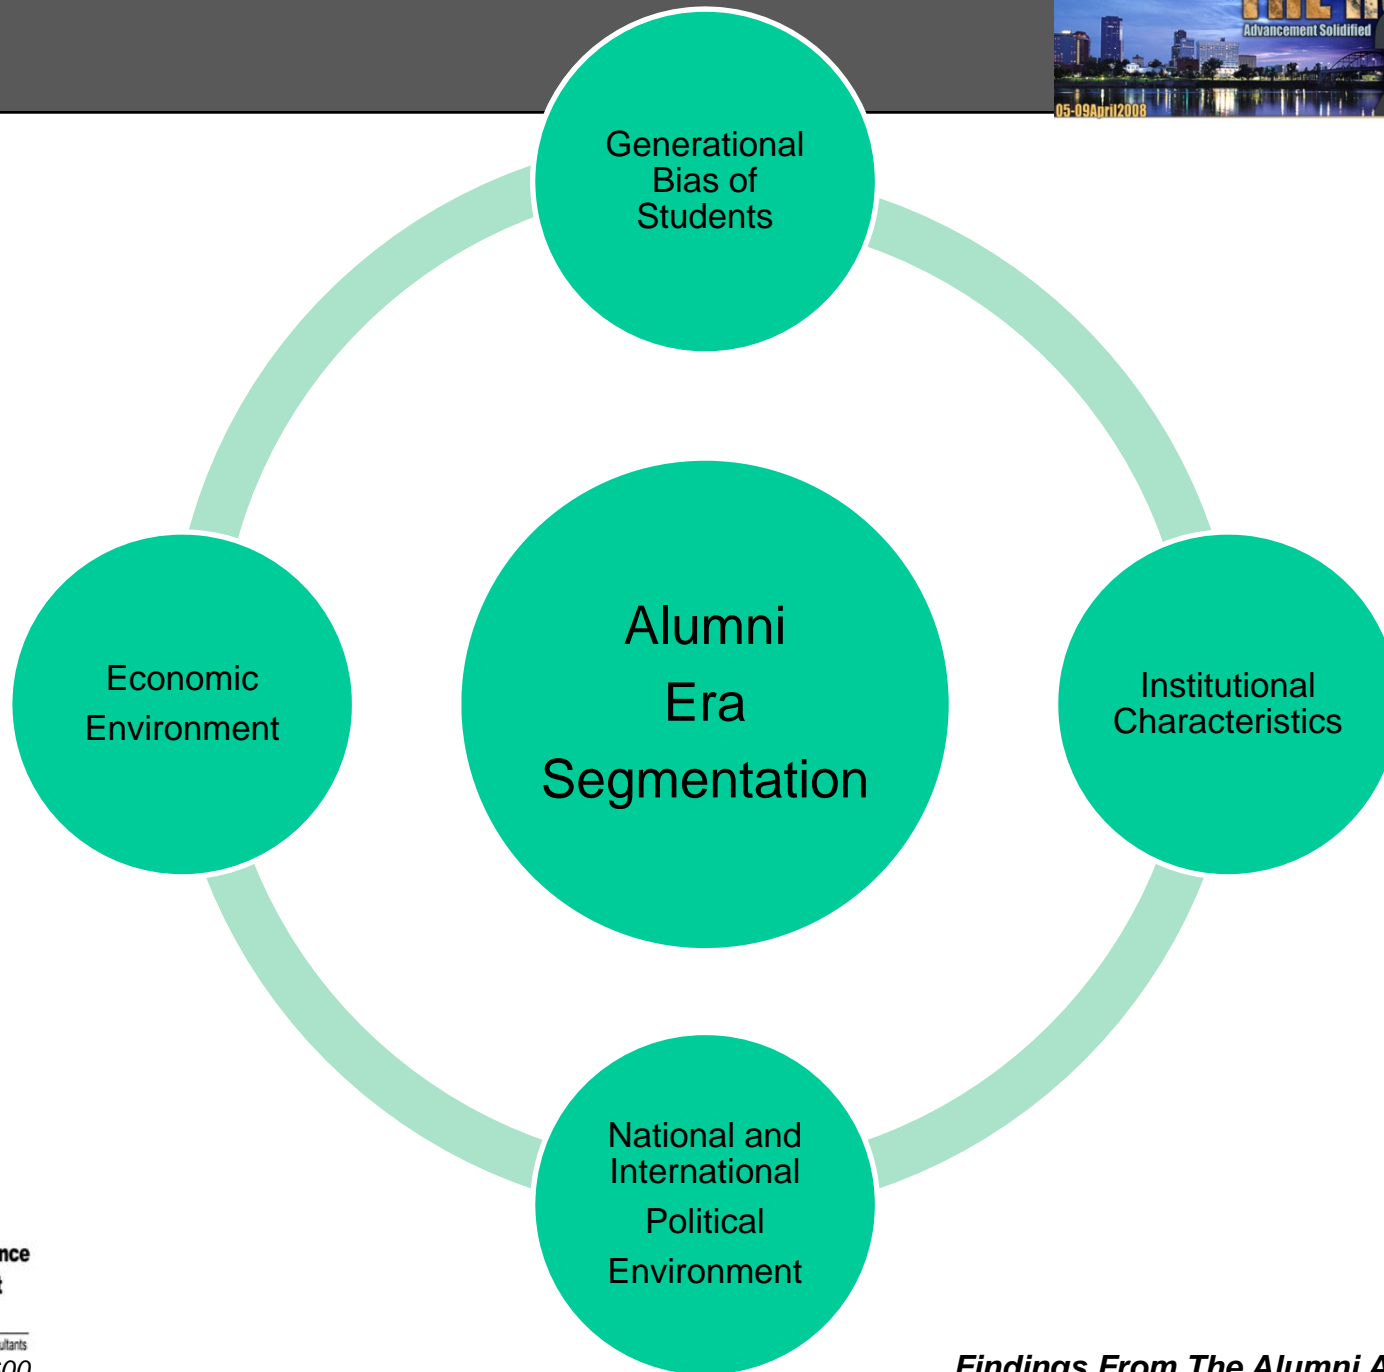 Advancement Solidified
05-09April2008
Generational
Bias of
Students
Economic
Environment
Alumni
Era
Segmentation
Institutional
Characteristics
National and
International
Political
Environment
Findings From The Alumni A